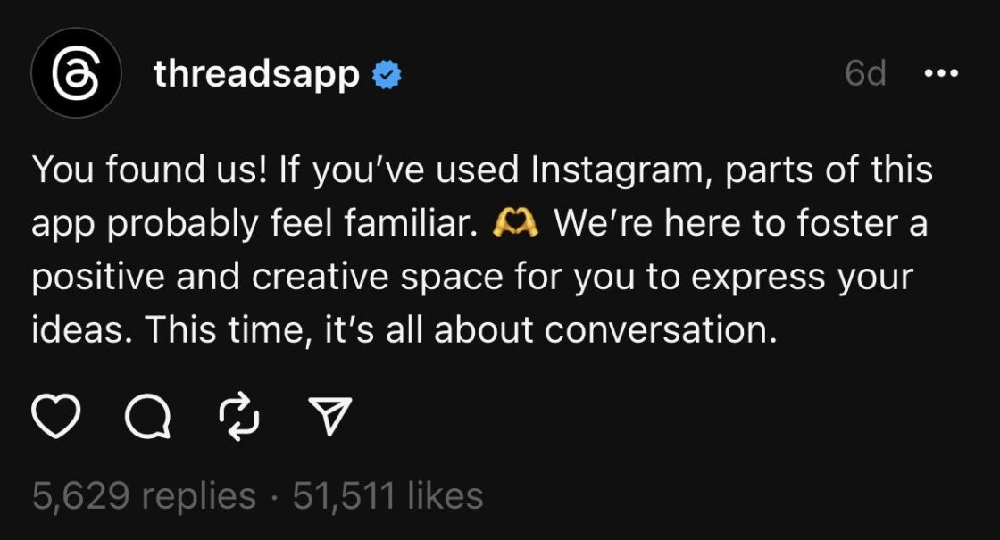 threadsapp 6d
You found us! If you’ve used Instagram, parts of this
app probably feel familiar. 🫶 We’re here to foster a
positive and creative space for you to express your
ideas. This time, it’s all about conversation.
5,629 replies · 51,511 likes